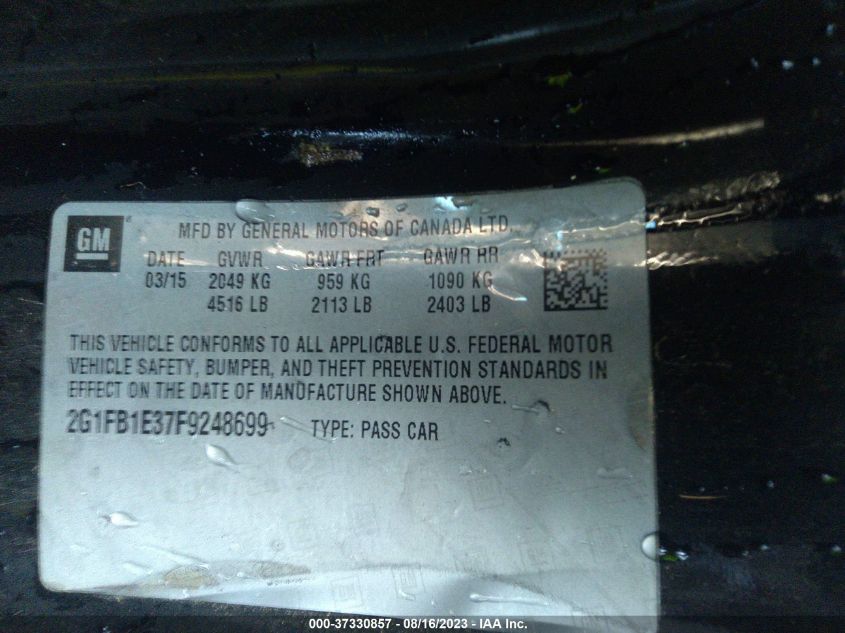 GM
MFD BY GENERAL MOTORS OF CANADA LTD.
DATE GVWR GAWR FRT GAWR RR
03/15 2049 KG 959 KG 1090 KG
4516 LB 2113 LB 2403 LB
THIS VEHICLE CONFORMS TO ALL APPLICABLE U.S. FEDERAL MOTOR
VEHICLE SAFETY, BUMPER, AND THEFT PREVENTION STANDARDS IN
EFFECT ON THE DATE OF MANUFACTURE SHOWN ABOVE.
2G1FB1E37F9248699 TYPE: PASS CAR
000-37330857 - 08/16/2023 - IAA Inc.